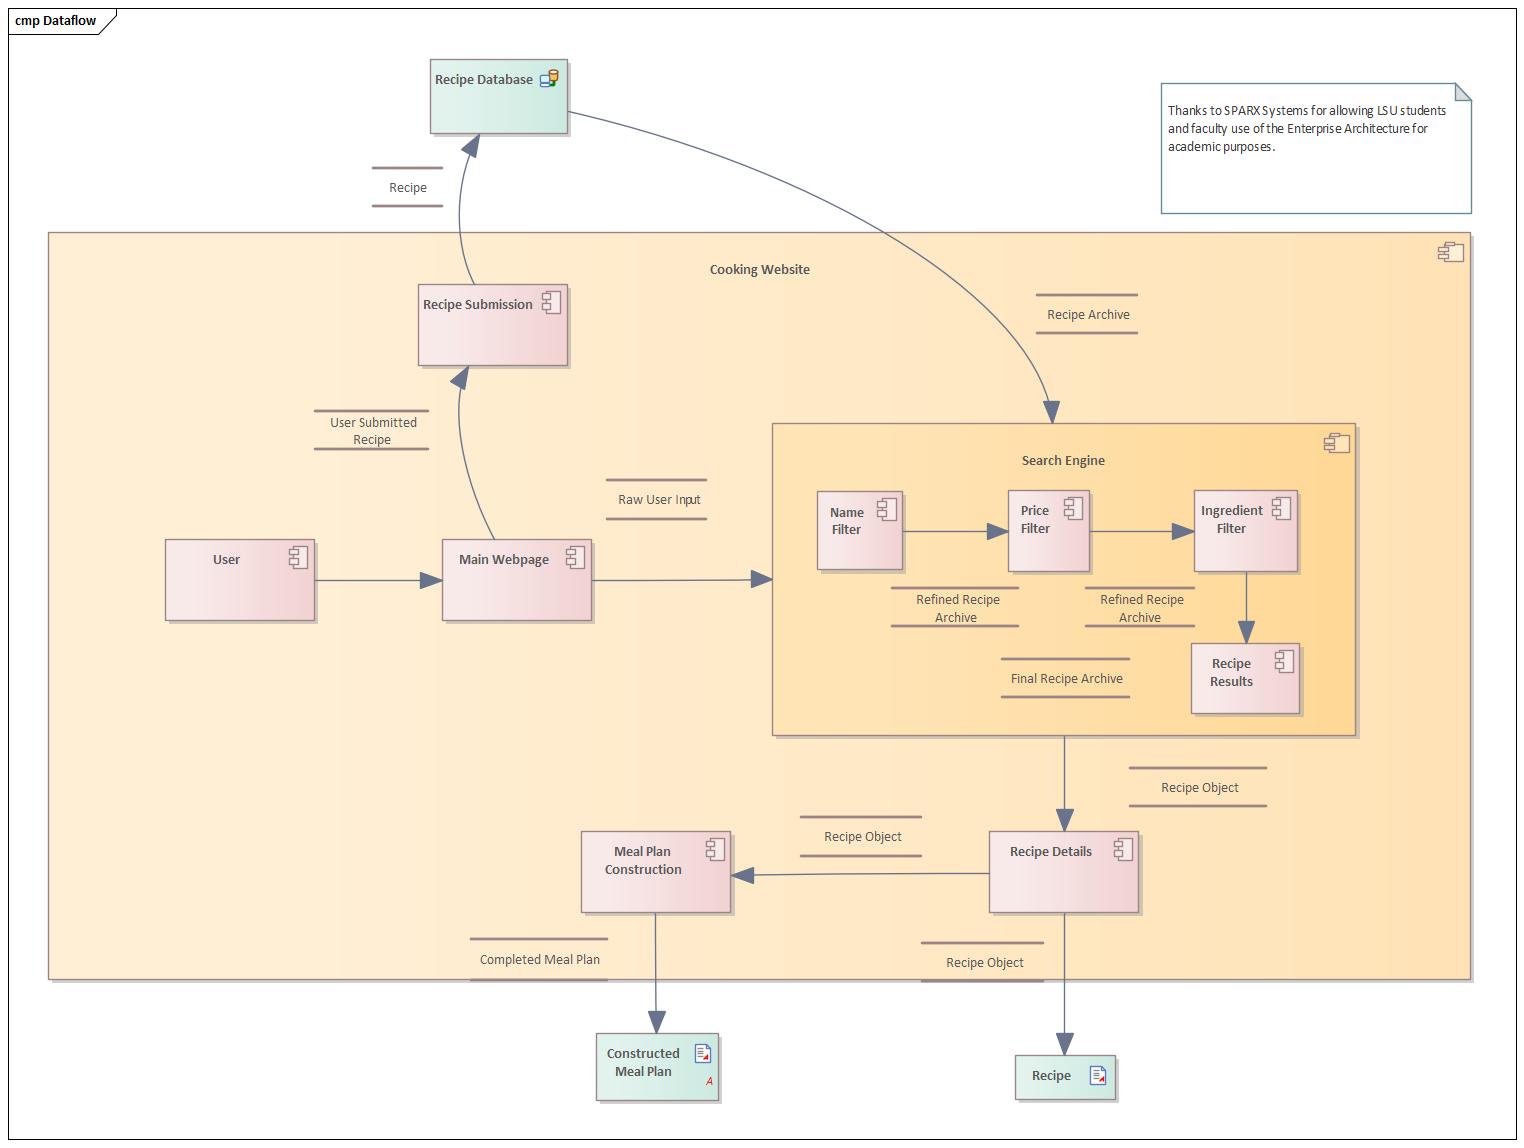 cmp Dataflow
Recipe Database
Thanks to SPARX Systems for allowing LSU students
and faculty use of the Enterprise Architecture for
academic purposes.
Recipe
Cooking Website
Recipe Submission
Recipe Archive
User Submitted
Recipe
Search Engine
Raw User Input
Name
Filter
Price
Filter
Ingredient
Filter
User
Main Webpage
Refined Recipe
Archive
Refined Recipe
Archive
Final Recipe Archive
Recipe
Results
Recipe Object
Recipe Object
Meal Plan
Construction
Recipe Details
Completed Meal Plan
Recipe Object
Constructed
Meal Plan
A
Recipe